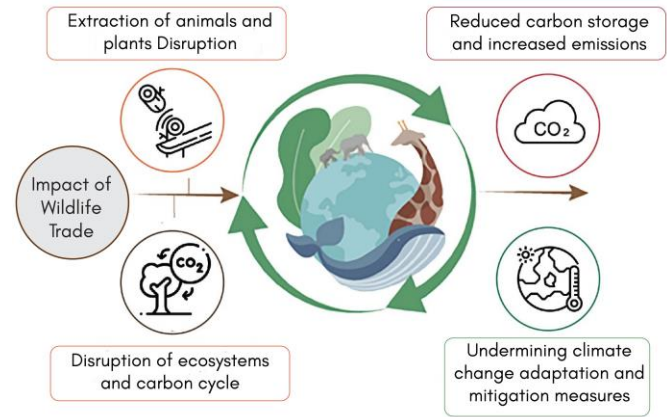 Extraction of animals and
plants Disruption
Reduced carbon storage
and increased emissions
CO₂
Impact of
Wildlife
Trade
CO₂
Disruption of ecosystems
and carbon cycle
Undermining climate
change adaptation and
mitigation measures